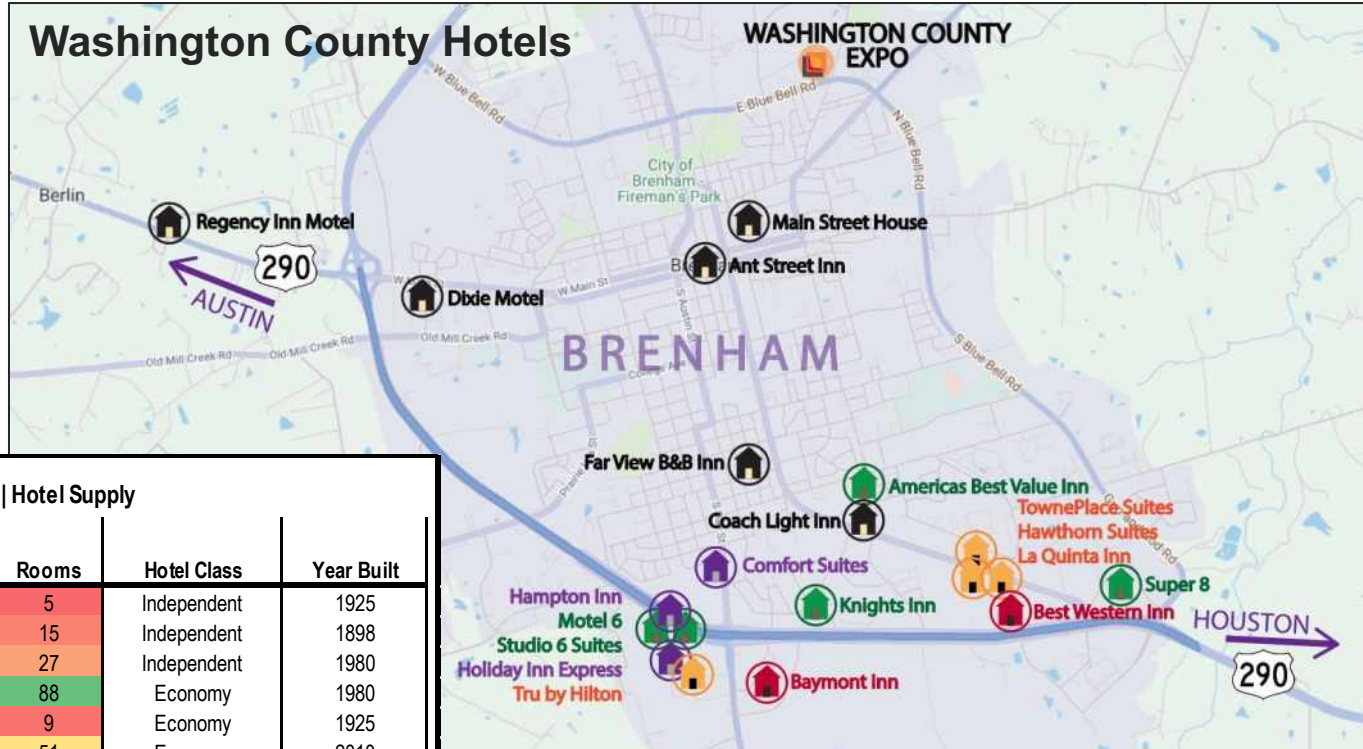 Washington County Hotels
WASHINGTON COUNTY
EXPO
W Blue Bell Rd
E Blue Bell Rd
N Blue Bell Rd
City of
Brenham
Fireman's Park
Berlin
Regency Inn Motel
290
AUSTIN
Main Street House
Ant Street Inn
Dixie Motel
W Main St
S Austin St
Old Mill Creek Rd
Old Mill Creek Rd
Old Mill Creek Rd
BRENHAM
College Ave
S Blue Bell Rd
Prairie
Far View B&B Inn
Americas Best Value Inn
Coach Light Inn
TownePlace Suites
Hawthorn Suites
La Quinta Inn
Comfort Suites
Super 8
Hampton Inn
Motel 6
Studio 6 Suites
Holiday Inn Express
Tru by Hilton
Knights Inn
Best Western Inn
HOUSTON
290
Baymont Inn
| Hotel Supply
Rooms Hotel Class Year Built
5 Independent 1925
15 Independent 1898
27 Independent 1980
88 Economy 1980
9 Economy 1925